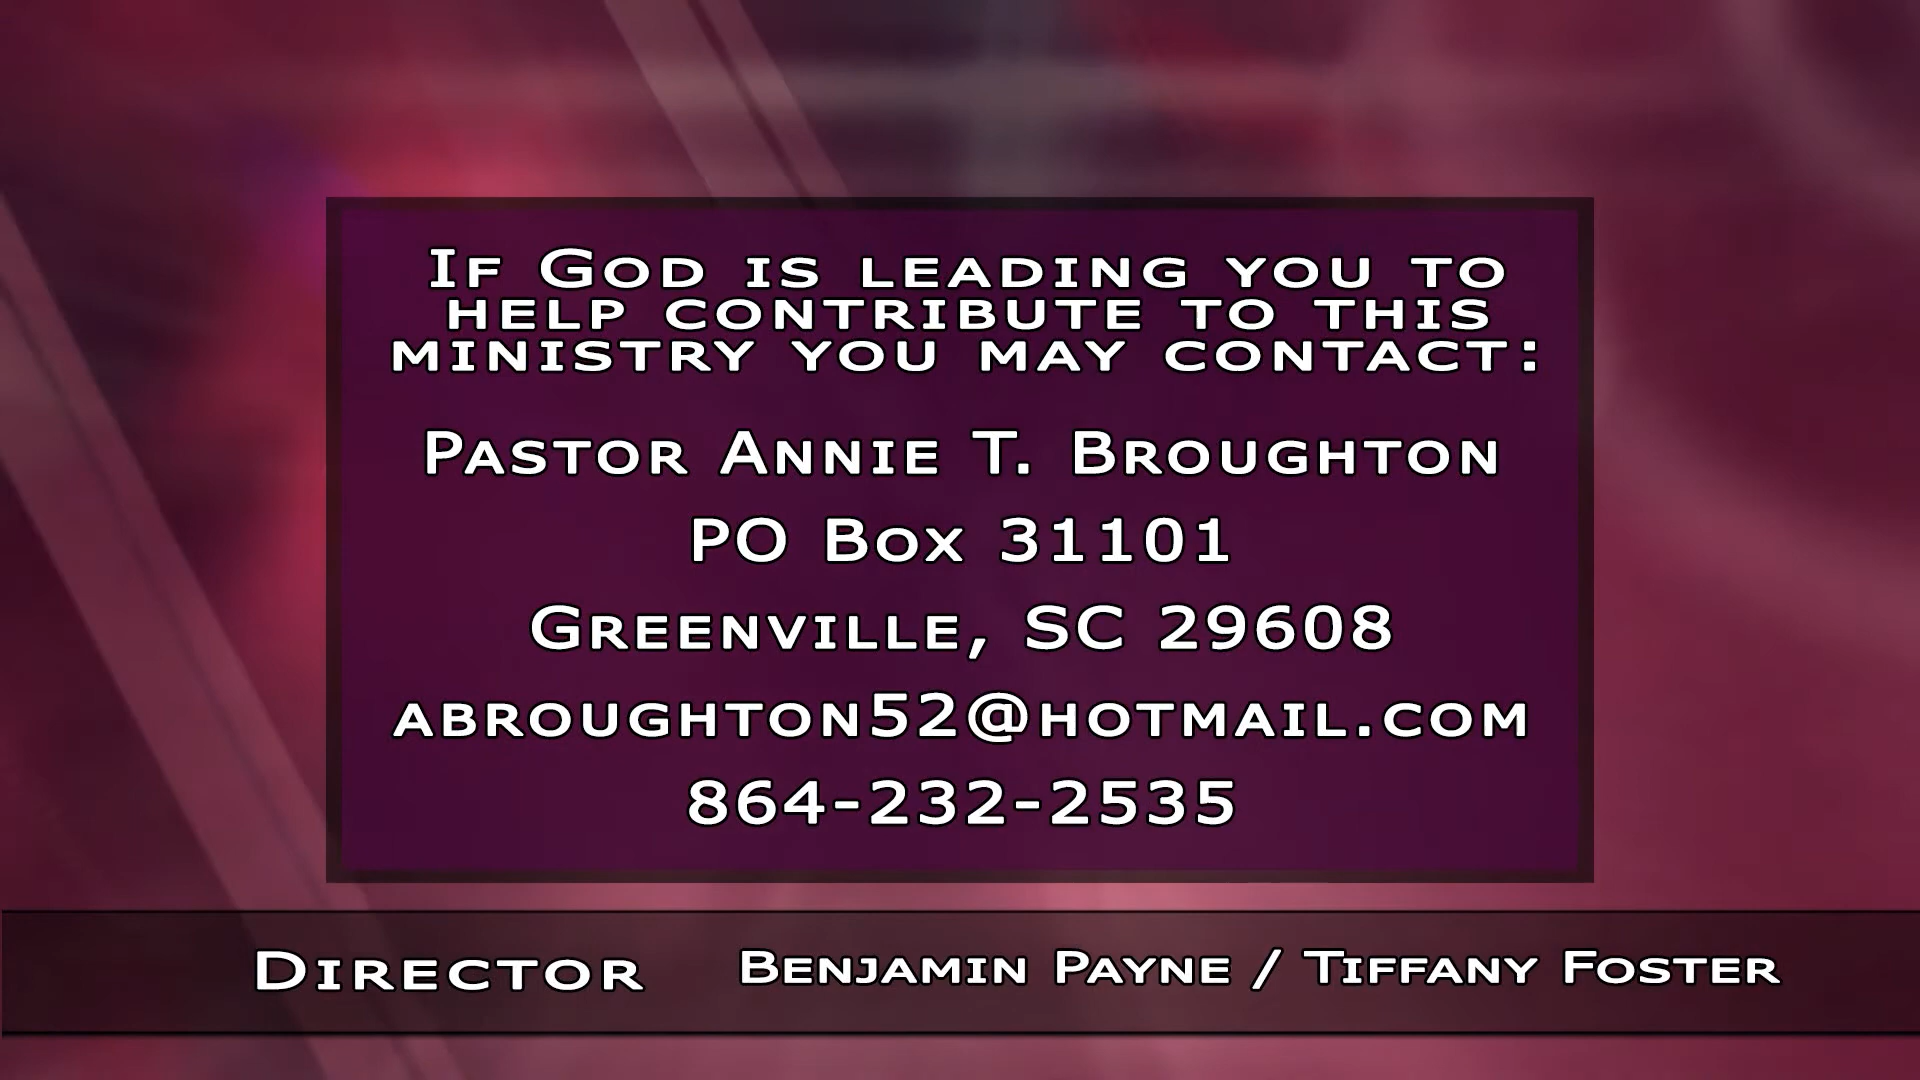 If God is leading you to
help contribute to this
ministry you may contact:
Pastor Annie T. Broughton
PO Box 31101
Greenville, SC 29608
abroughton52@hotmail.com
864-232-2535
Director Benjamin Payne / Tiffany Foster